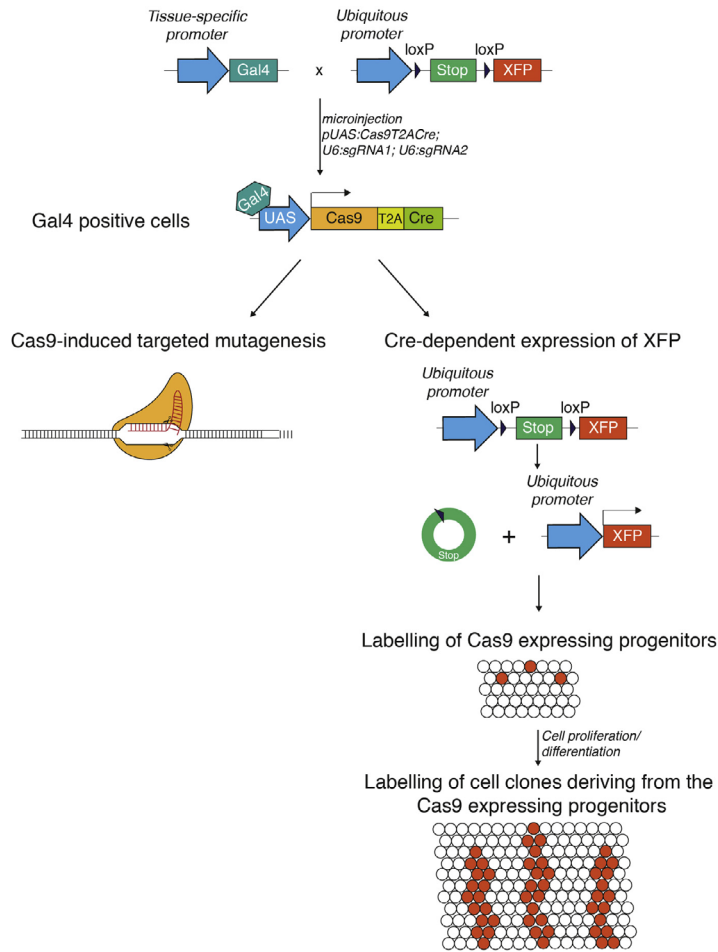 Tissue-specific
promoter
Gal4
x
Ubiquitous
promoter
loxP
loxP
Stop
XFP
microinjection
pUAS:Cas9T2ACre;
U6:sgRNA1; U6:sgRNA2
Gal4 positive cells
Gal4
UAS
Cas9
T2A
Cre
Cas9-induced targeted mutagenesis
Cre-dependent expression of XFP
Ubiquitous
promoter
loxP
loxP
Stop
XFP
Ubiquitous
promoter
Stop
+
XFP
Labelling of Cas9 expressing progenitors
Cell proliferation/
differentiation
Labelling of cell clones deriving from the
Cas9 expressing progenitors